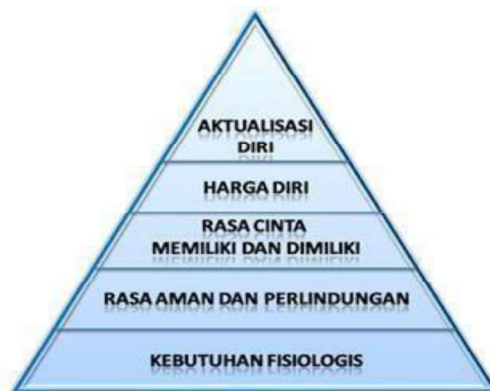 AKTUALISASI
DIRI
HARGA DIRI
RASA CINTA
MEMILIKI DAN DIMILIKI
RASA AMAN DAN PERLINDUNGAN
KEBUTUHAN FISIOLOGIS